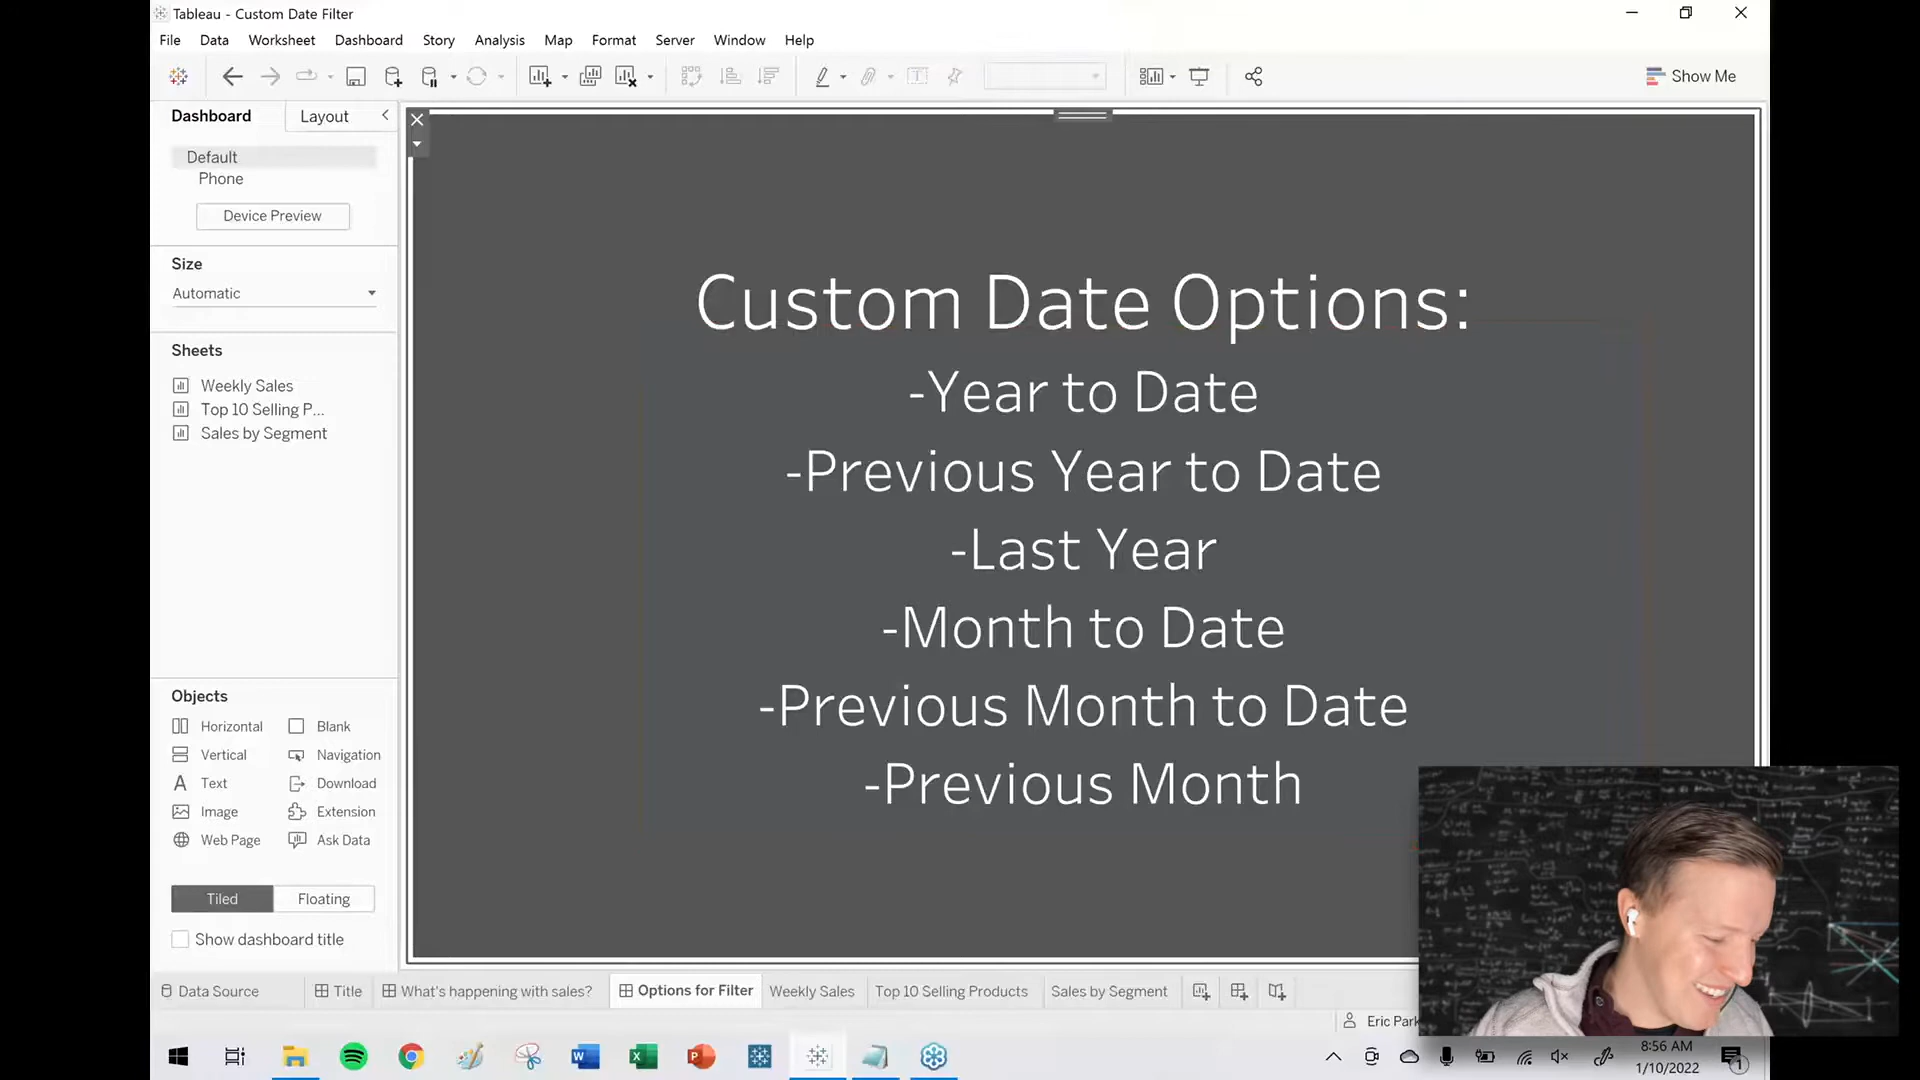 Tableau - Custom Date Filter
File Data Worksheet Dashboard Story Analysis Map Format Server Window Help
Show Me
Dashboard Layout
Default
Phone
Device Preview
Size
Automatic
Sheets
Weekly Sales
Top 10 Selling P...
Sales by Segment
Objects
Horizontal Blank
Vertical Navigation
Text Download
Image Extension
Web Page Ask Data
Tiled Floating
Show dashboard title
Custom Date Options:
-Year to Date
-Previous Year to Date
-Last Year
-Month to Date
-Previous Month to Date
-Previous Month
Data Source Title What's happening with sales? Options for Filter Weekly Sales Top 10 Selling Products Sales by Segment
Eric Park
8:56 AM
1/10/2022
1